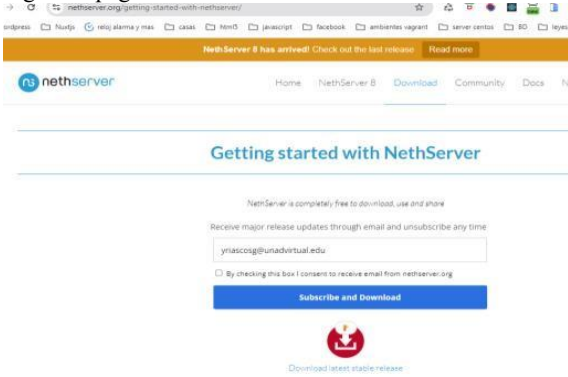 nethserver.org/getting-started-with-nethserver/
ordpress Nuxtjs reloj alarma y mas casas html5 javascript facebook ambientes vagrant server centos BD leyes
NethServer 8 has arrived! Check out the last release Read more
nethserver Home NethServer 8 Download Community Docs N
Getting started with NethServer
NethServer is completely free to download, use and share
Receive major release updates through email and unsubscribe any time
yriascosg@unadvirtual.edu
By checking this box I consent to receive email from nethserver.org
Subscribe and Download
Download latest stable release